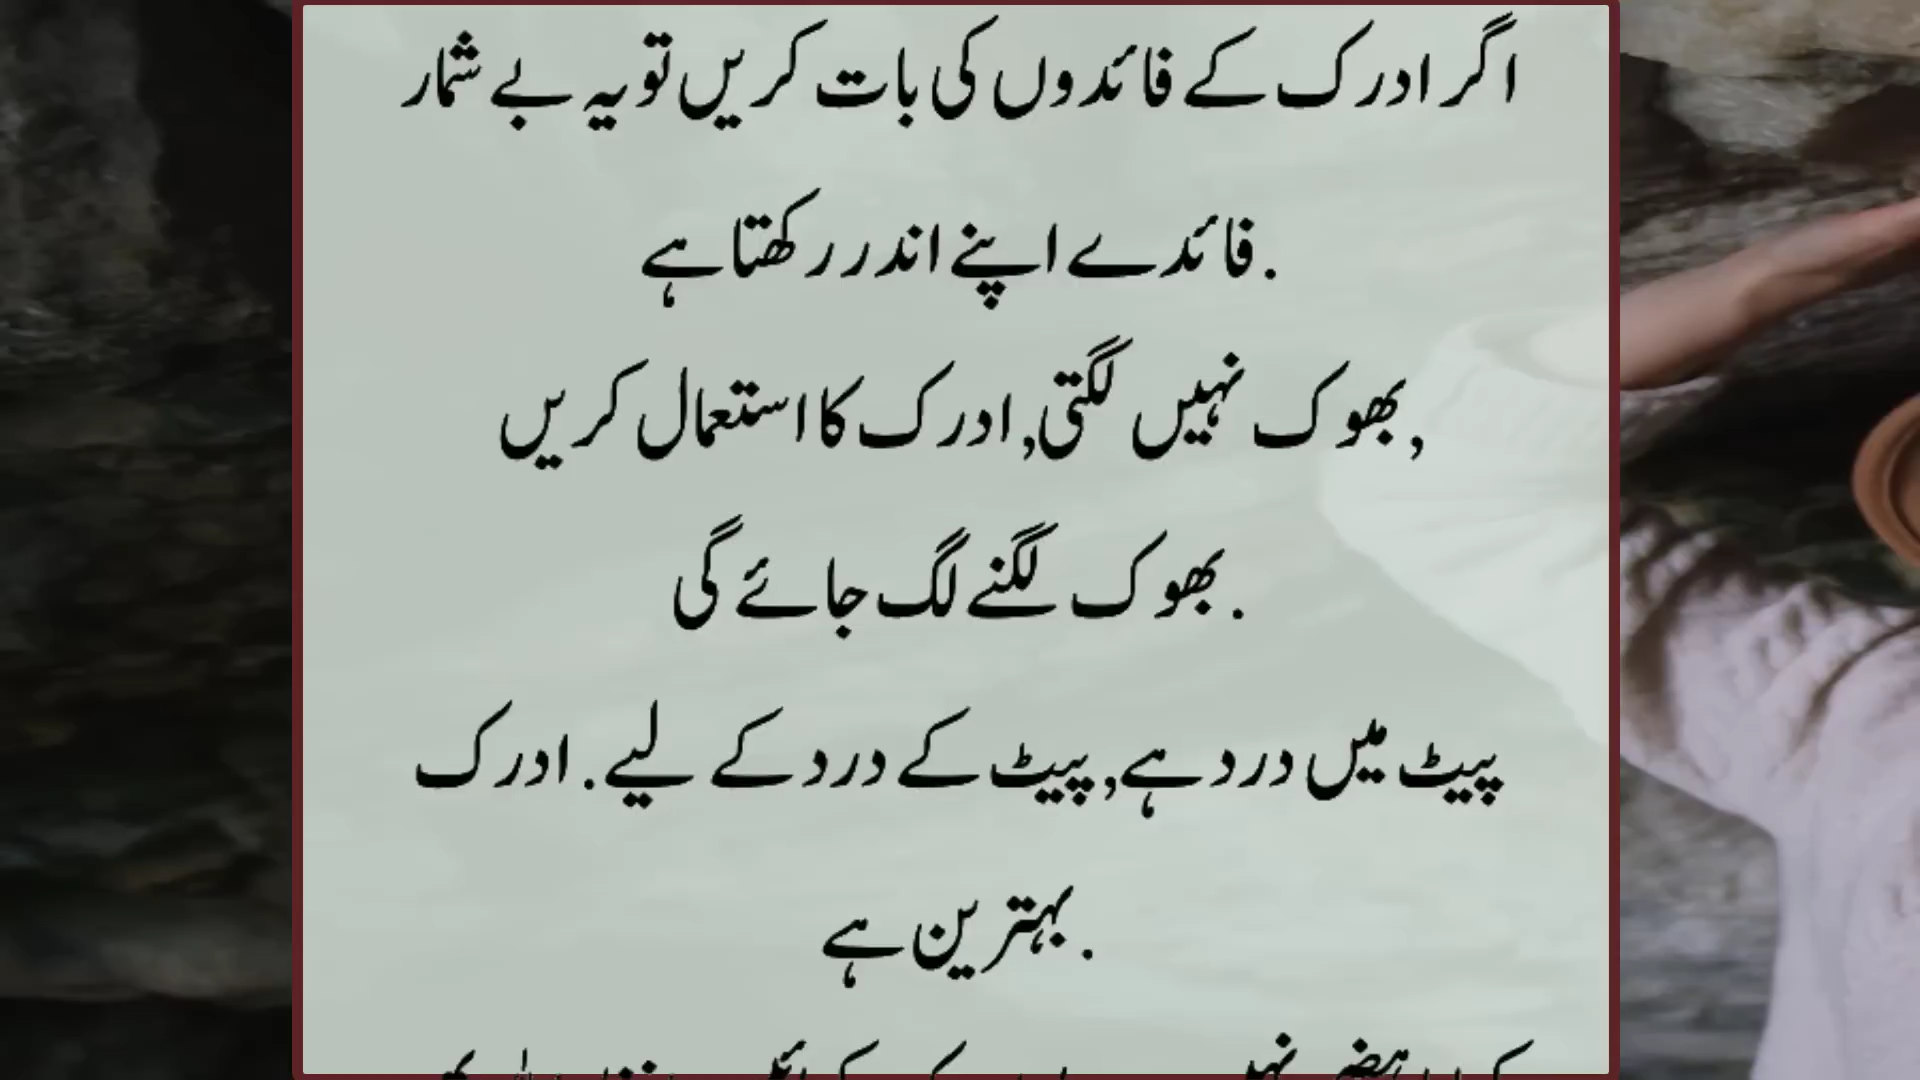 اگر ادرک کے فائدوں کی بات کریں تو یہ بے شمار
.فائدے اپنے اندر رکھتا ہے
,بھوک نہیں لگتی, ادرک کا استعمال کریں
.بھوک لگنے لگ جائے گی
پیٹ میں درد ہے, پیٹ کے درد کے لیے. ادرک
.بہترین ہے